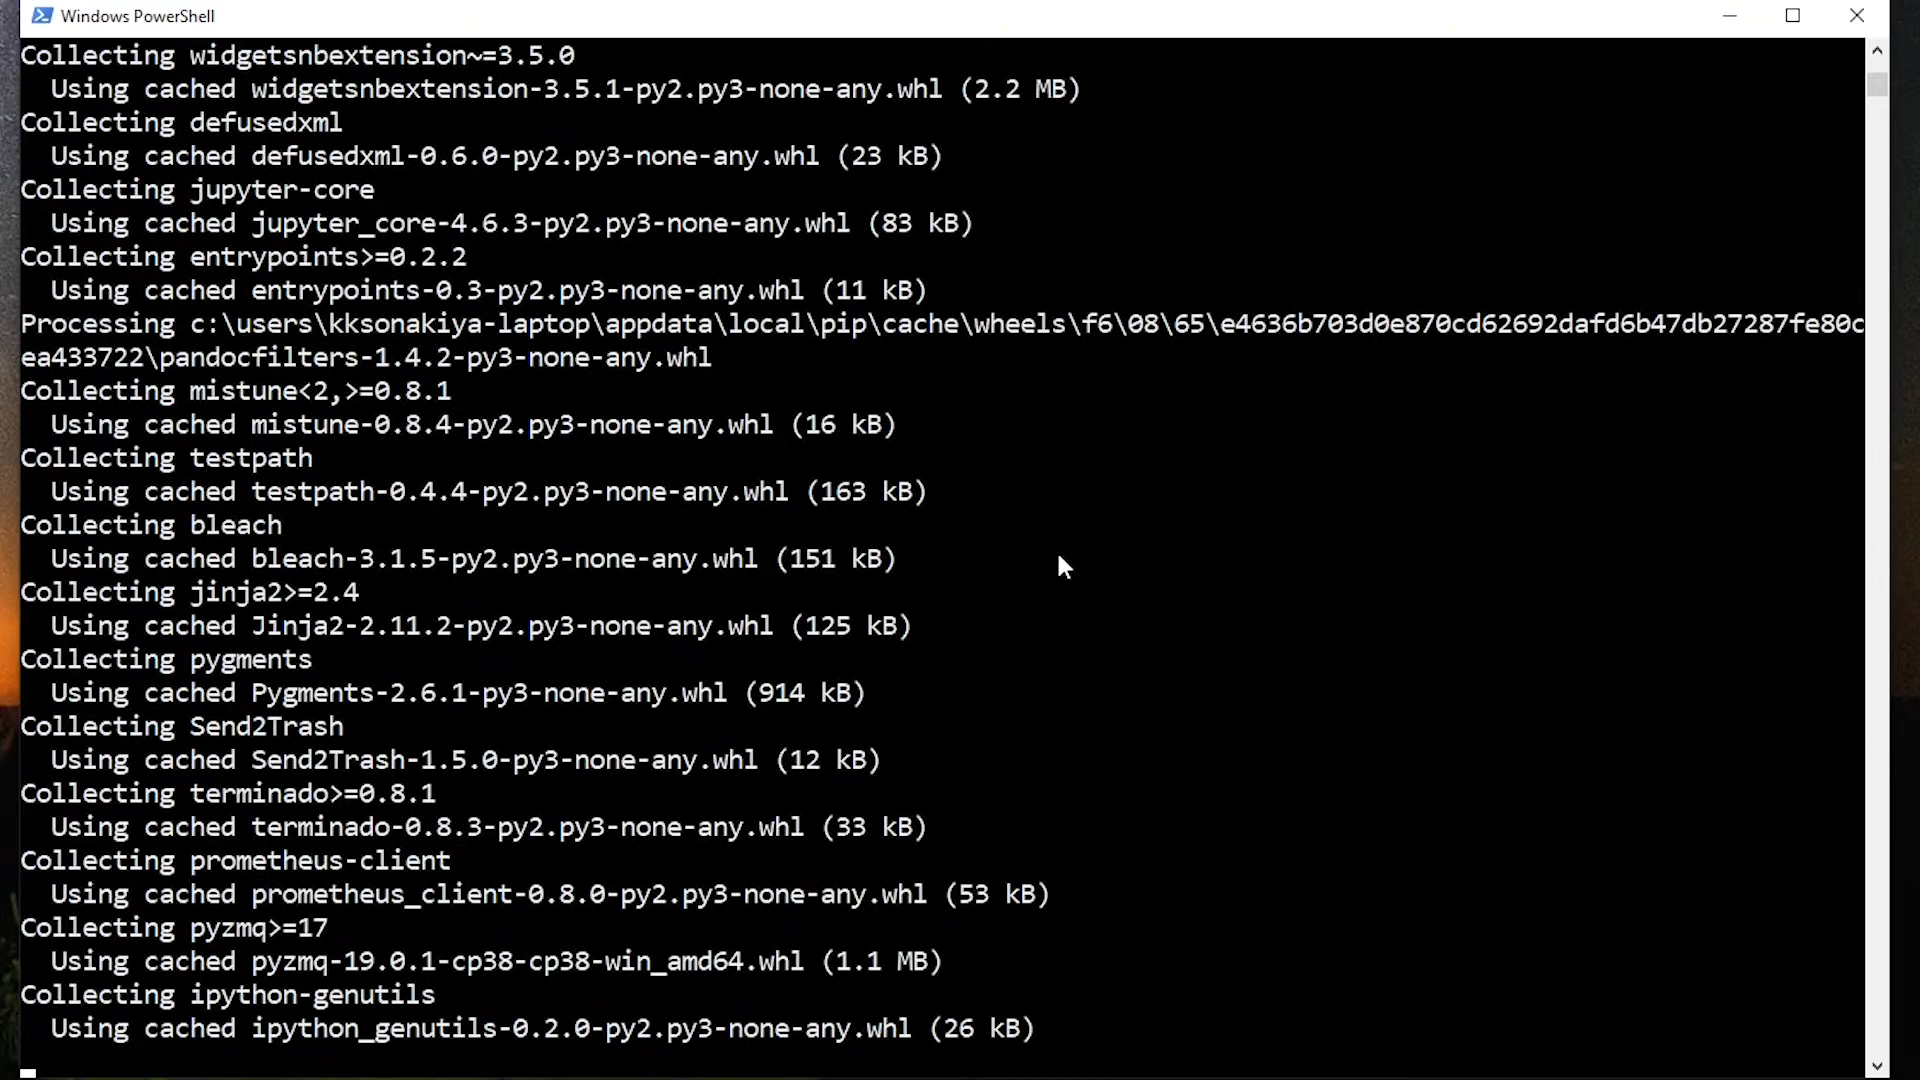 Windows PowerShell
Collecting widgetsnbextension~=3.5.0
  Using cached widgetsnbextension-3.5.1-py2.py3-none-any.whl (2.2 MB)
Collecting defusedxml
  Using cached defusedxml-0.6.0-py2.py3-none-any.whl (23 kB)
Collecting jupyter-core
  Using cached jupyter_core-4.6.3-py2.py3-none-any.whl (83 kB)
Collecting entrypoints>=0.2.2
  Using cached entrypoints-0.3-py2.py3-none-any.whl (11 kB)
Processing c:\users\kksonakiya-laptop\appdata\local\pip\cache\wheels\f6\08\65\e4636b703d0e870cd62692dafd6b47db27287fe80c
ea433722\pandocfilters-1.4.2-py3-none-any.whl
Collecting mistune<2,>=0.8.1
  Using cached mistune-0.8.4-py2.py3-none-any.whl (16 kB)
Collecting testpath
  Using cached testpath-0.4.4-py2.py3-none-any.whl (163 kB)
Collecting bleach
  Using cached bleach-3.1.5-py2.py3-none-any.whl (151 kB)
Collecting jinja2>=2.4
  Using cached Jinja2-2.11.2-py2.py3-none-any.whl (125 kB)
Collecting pygments
  Using cached Pygments-2.6.1-py3-none-any.whl (914 kB)
Collecting Send2Trash
  Using cached Send2Trash-1.5.0-py3-none-any.whl (12 kB)
Collecting terminado>=0.8.1
  Using cached terminado-0.8.3-py2.py3-none-any.whl (33 kB)
Collecting prometheus-client
  Using cached prometheus_client-0.8.0-py2.py3-none-any.whl (53 kB)
Collecting pyzmq>=17
  Using cached pyzmq-19.0.1-cp38-cp38-win_amd64.whl (1.1 MB)
Collecting ipython-genutils
  Using cached ipython_genutils-0.2.0-py2.py3-none-any.whl (26 kB)